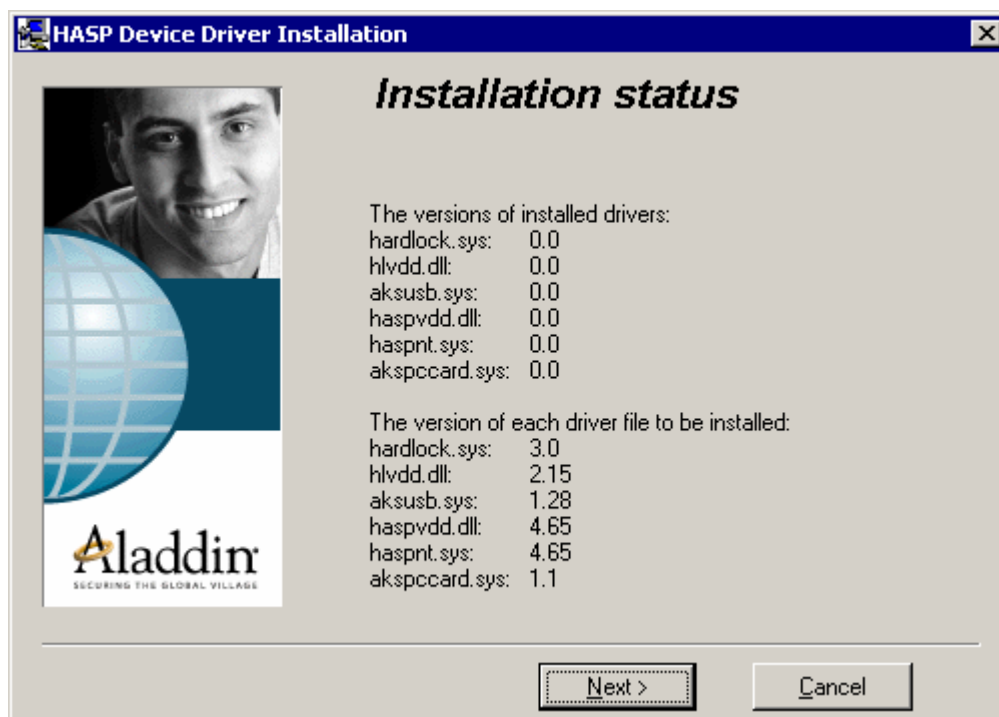 HASP Device Driver Installation
Installation status
The versions of installed drivers:
hardlock.sys: 0.0
hlvdd.dll: 0.0
aksusb.sys: 0.0
haspvdd.dll: 0.0
haspnt.sys: 0.0
akspccard.sys: 0.0
The version of each driver file to be installed:
hardlock.sys: 3.0
hlvdd.dll: 2.15
aksusb.sys: 1.28
haspvdd.dll: 4.65
haspnt.sys: 4.65
akspccard.sys: 1.1
Aladdin
SECURING THE GLOBAL VILLAGE
Next >
Cancel